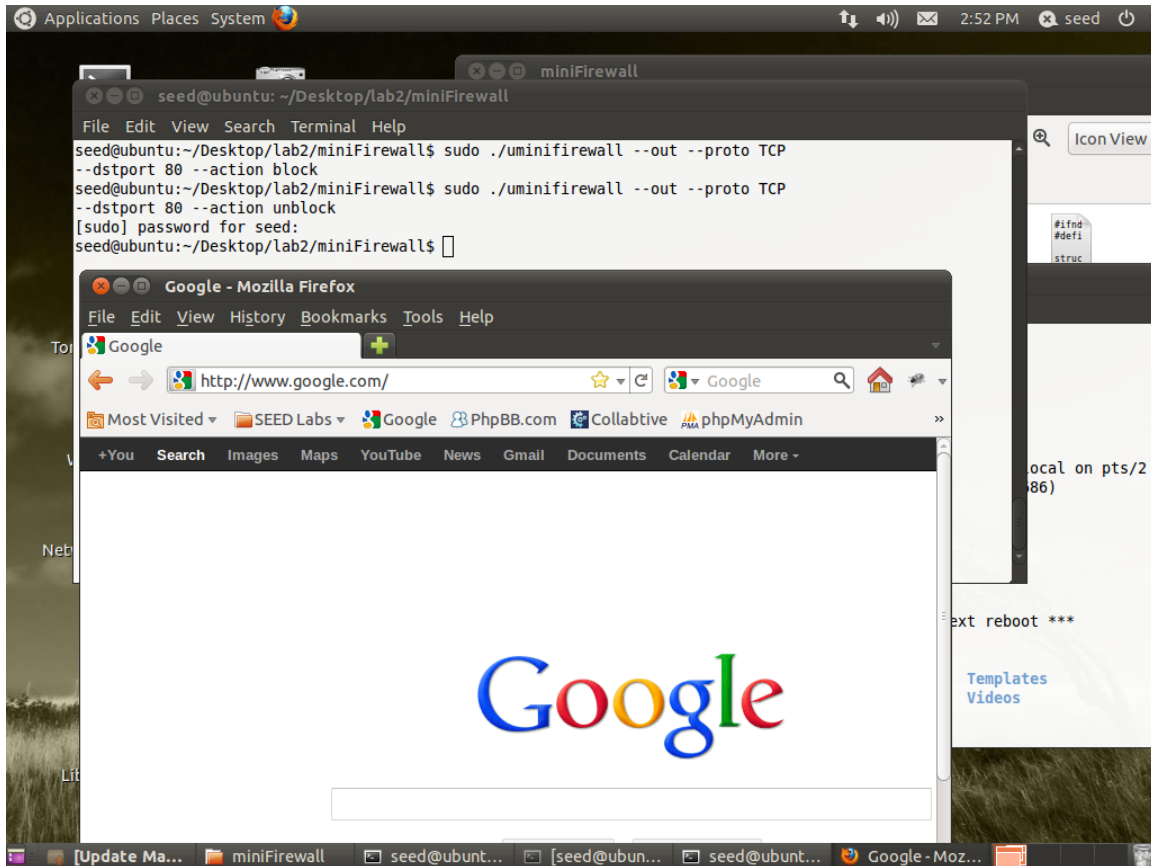 Applications Places System
2:52 PM seed
miniFirewall
seed@ubuntu: ~/Desktop/lab2/miniFirewall
File Edit View Search Terminal Help
seed@ubuntu:~/Desktop/lab2/miniFirewall$ sudo ./uminifirewall --out --proto TCP
--dstport 80 --action block
seed@ubuntu:~/Desktop/lab2/miniFirewall$ sudo ./uminifirewall --out --proto TCP
--dstport 80 --action unblock
[sudo] password for seed:
seed@ubuntu:~/Desktop/lab2/miniFirewall$
Icon View
#ifnd
#defi
struc
Google - Mozilla Firefox
File Edit View History Bookmarks Tools Help
Google
http://www.google.com/
Google
Most Visited SEED Labs Google PhpBB.com Collabtive phpMyAdmin »
+You Search Images Maps YouTube News Gmail Documents Calendar More
ocal on pts/2
86)
Net
ext reboot ***
Templates
Videos
Google
[Update Ma... miniFirewall seed@ubunt... [seed@ubun... seed@ubunt... Google - Moz...